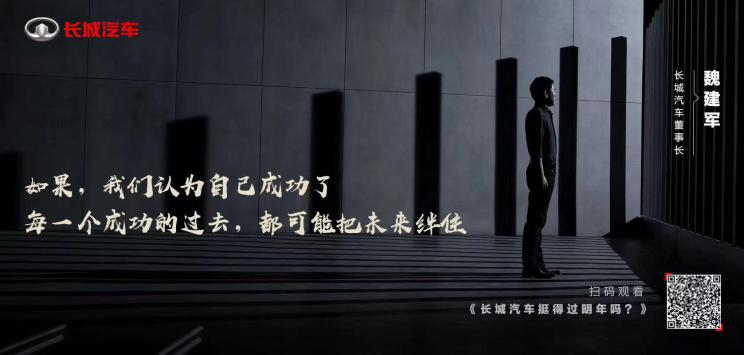 长城汽车
魏建军
长城汽车董事长
如果，我们认为自己成功了
每一个成功的过去，都可能把未来绊住
扫码观看
《长城汽车挺得过明年吗？》